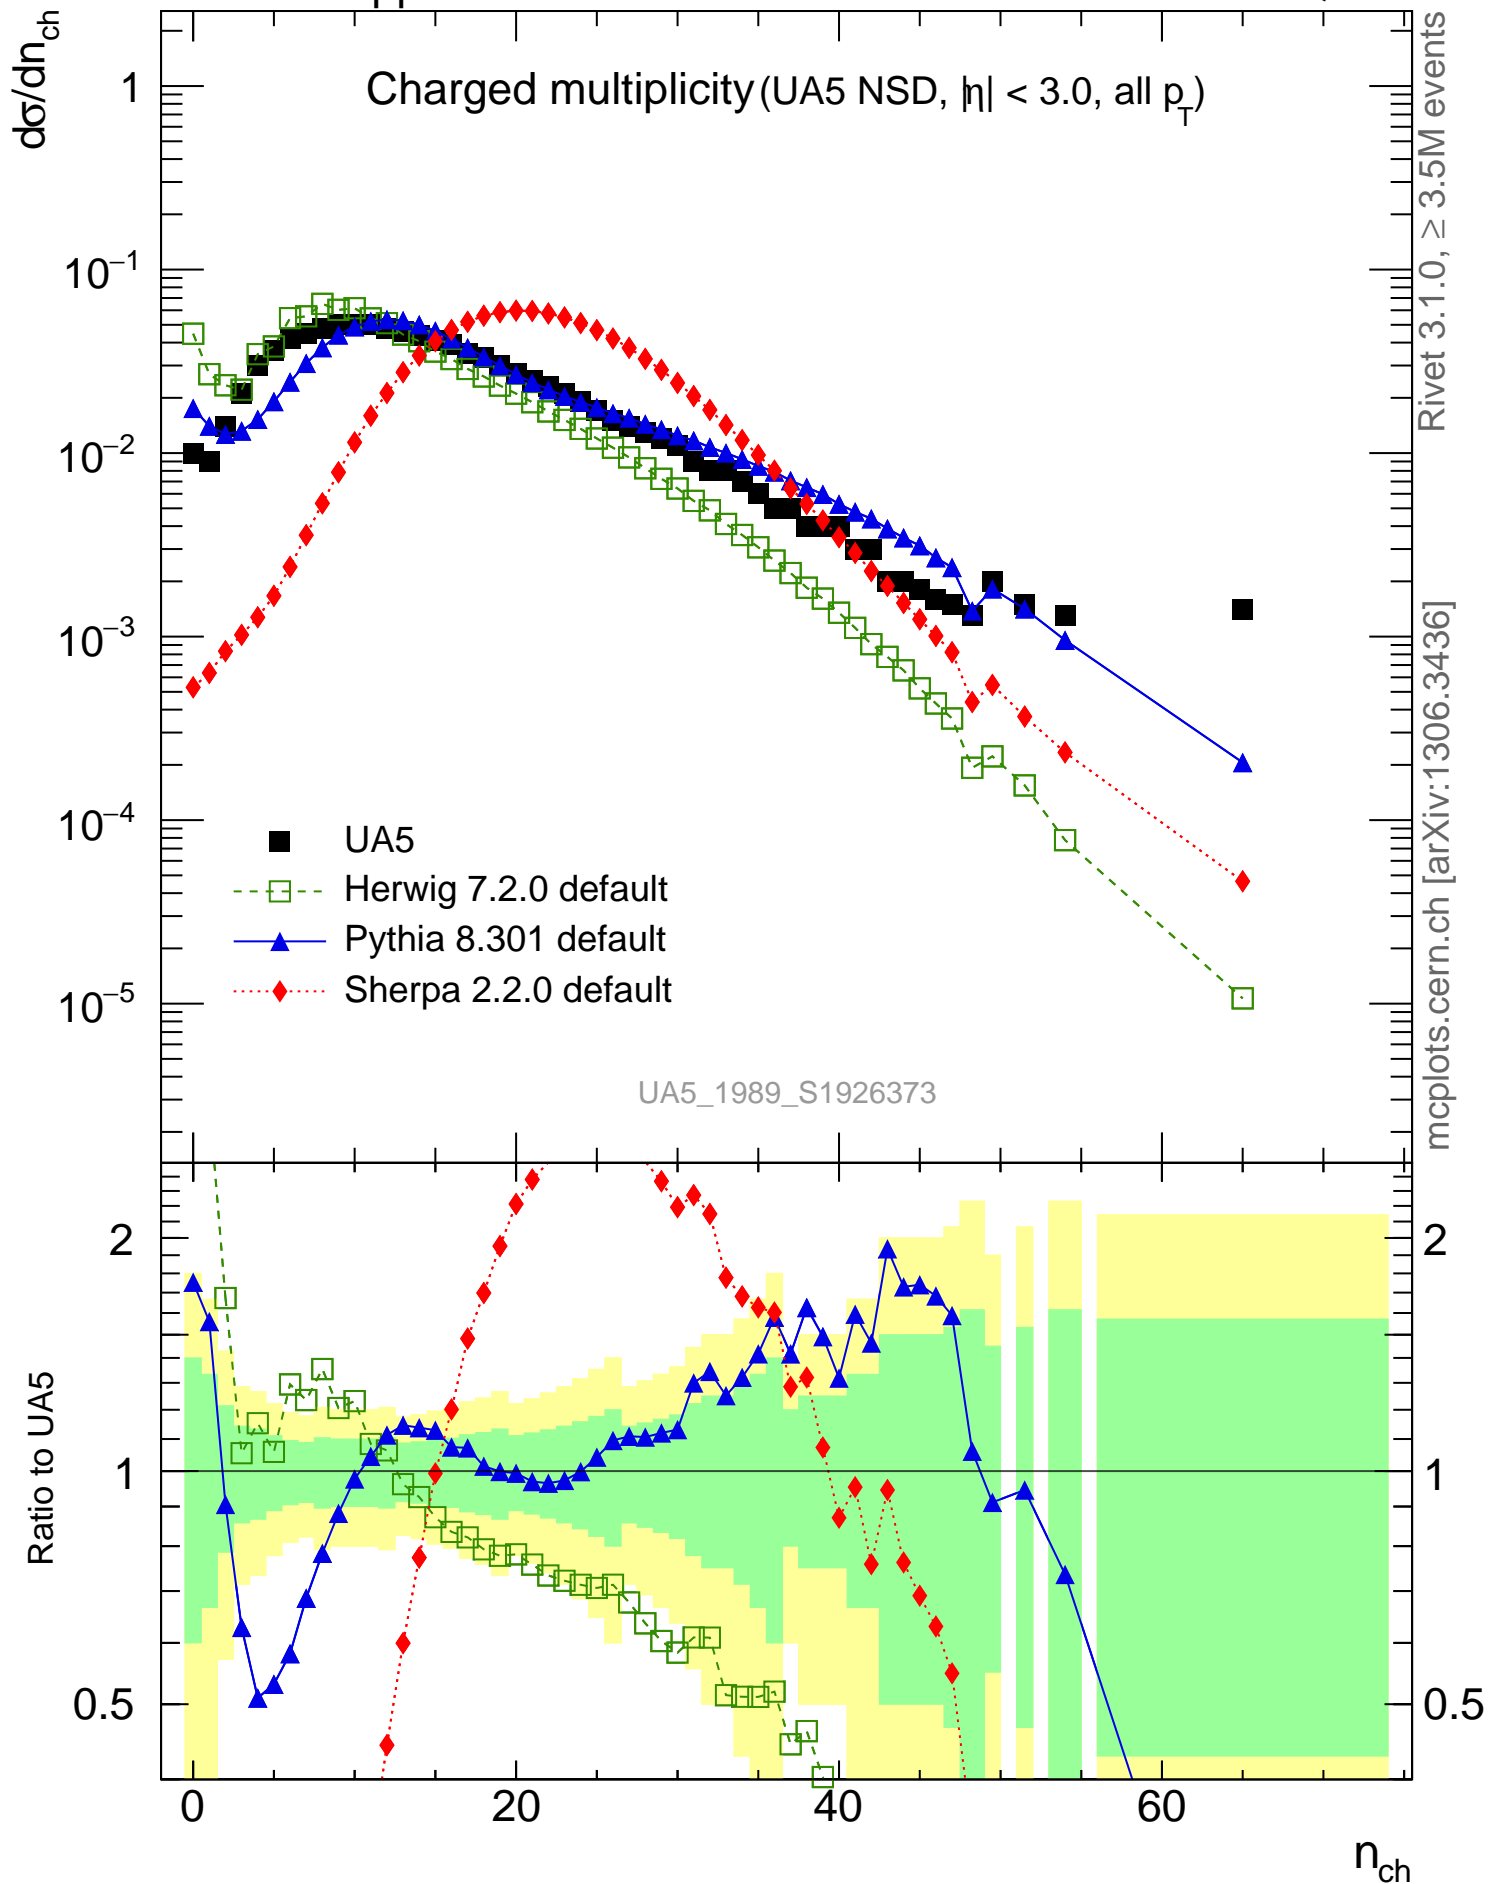 dσ/dn_ch
Charged multiplicity (UA5 NSD, |η| < 3.0, all p_T)
1
10^−1
10^−2
10^−3
10^−4
10^−5
UA5
Herwig 7.2.0 default
Pythia 8.301 default
Sherpa 2.2.0 default
UA5_1989_S1926373
Rivet 3.1.0, ≥ 3.5M events
mcplots.cern.ch [arXiv:1306.3436]
Ratio to UA5
2
1
0.5
2
1
0.5
0 20 40 60
n_ch